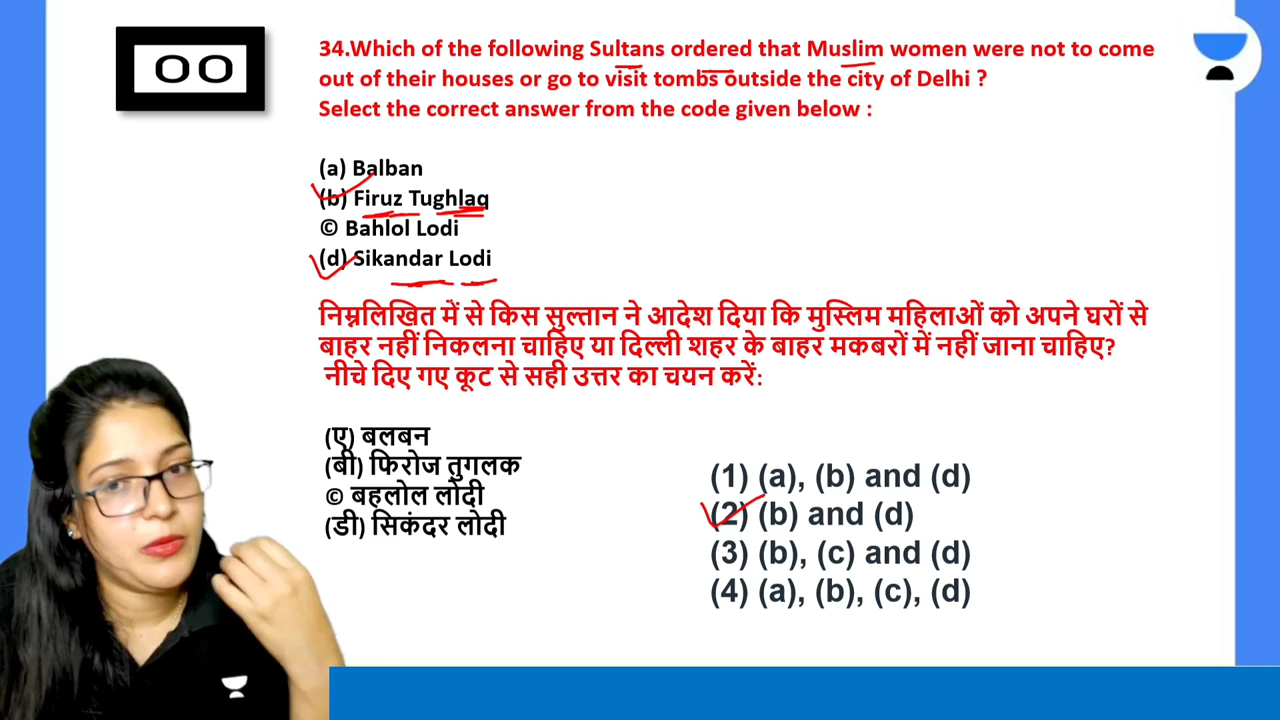 00
34.Which of the following Sultans ordered that Muslim women were not to come
out of their houses or go to visit tombs outside the city of Delhi ?
Select the correct answer from the code given below :
(a) Balban
(b) Firuz Tughlaq
© Bahlol Lodi
(d) Sikandar Lodi
निम्नलिखित में से किस सुल्तान ने आदेश दिया कि मुस्लिम महिलाओं को अपने घरों से
बाहर नहीं निकलना चाहिए या दिल्ली शहर के बाहर मकबरों में नहीं जाना चाहिए?
नीचे दिए गए कूट से सही उत्तर का चयन करें:
(ए) बलबन
(बी) फिरोज तुगलक
© बहलोल लोदी
(डी) सिकंदर लोदी
(1) (a), (b) and (d)
(2) (b) and (d)
(3) (b), (c) and (d)
(4) (a), (b), (c), (d)